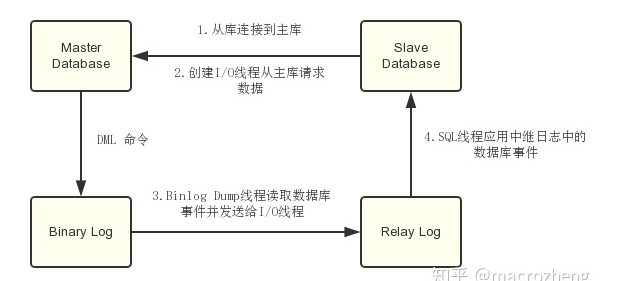 1.从库连接到主库
Master
Database
Slave
Database
2.创建I/O线程从主库请求
数据
DML 命令
4.SQL线程应用中继日志中的
数据库事件
3.Binlog Dump线程读取数据库
事件并发送给I/O线程
Binary Log
Relay Log
知乎 @macrozheng